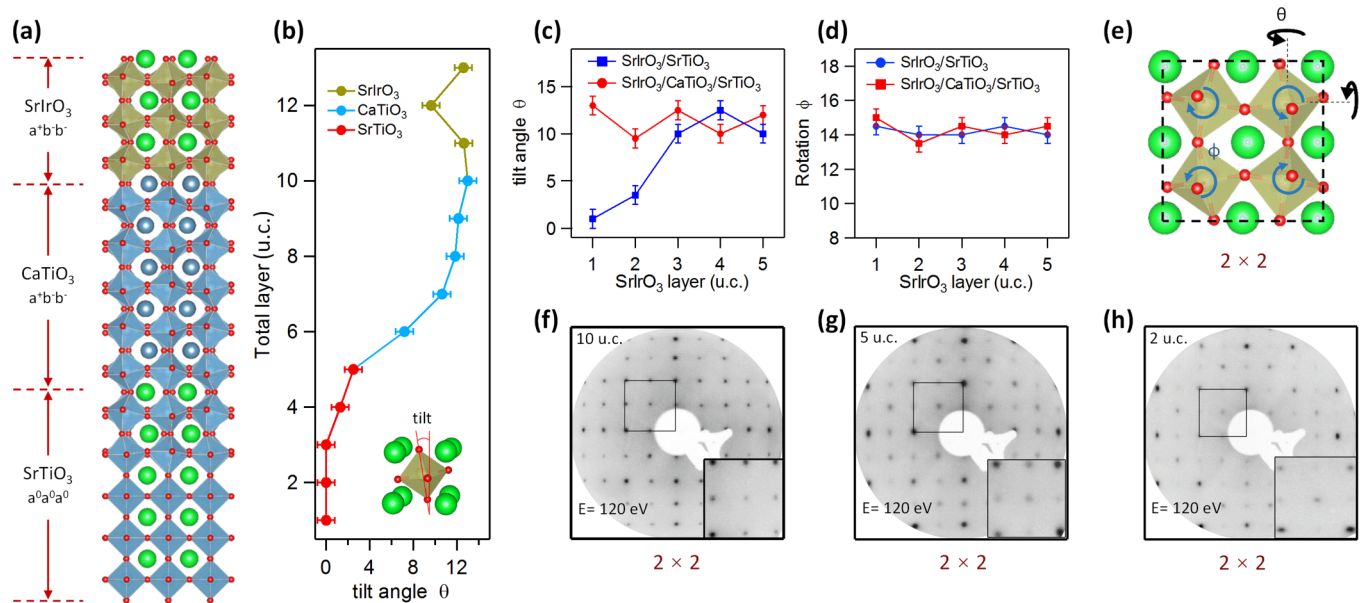 (a)
SrIrO₃
a⁺b⁻b⁻
CaTiO₃
a⁺b⁻b⁻
SrTiO₃
a⁰a⁰a⁰
(b)
Total layer (u.c.)
12
10
8
6
4
2
SrIrO₃
CaTiO₃
SrTiO₃
tilt
0
4
8
12
tilt angle θ
(c)
tilt angle θ
15
10
5
0
SrIrO₃/SrTiO₃
SrIrO₃/CaTiO₃/SrTiO₃
1
2
3
4
5
SrIrO₃ layer (u.c.)
(d)
Rotation ϕ
18
16
14
12
10
8
SrIrO₃/SrTiO₃
SrIrO₃/CaTiO₃/SrTiO₃
1
2
3
4
5
SrIrO₃ layer (u.c.)
(e)
θ
ϕ
2 × 2
(f)
10 u.c.
E= 120 eV
2 × 2
(g)
5 u.c.
E= 120 eV
2 × 2
(h)
2 u.c.
E= 120 eV
2 × 2